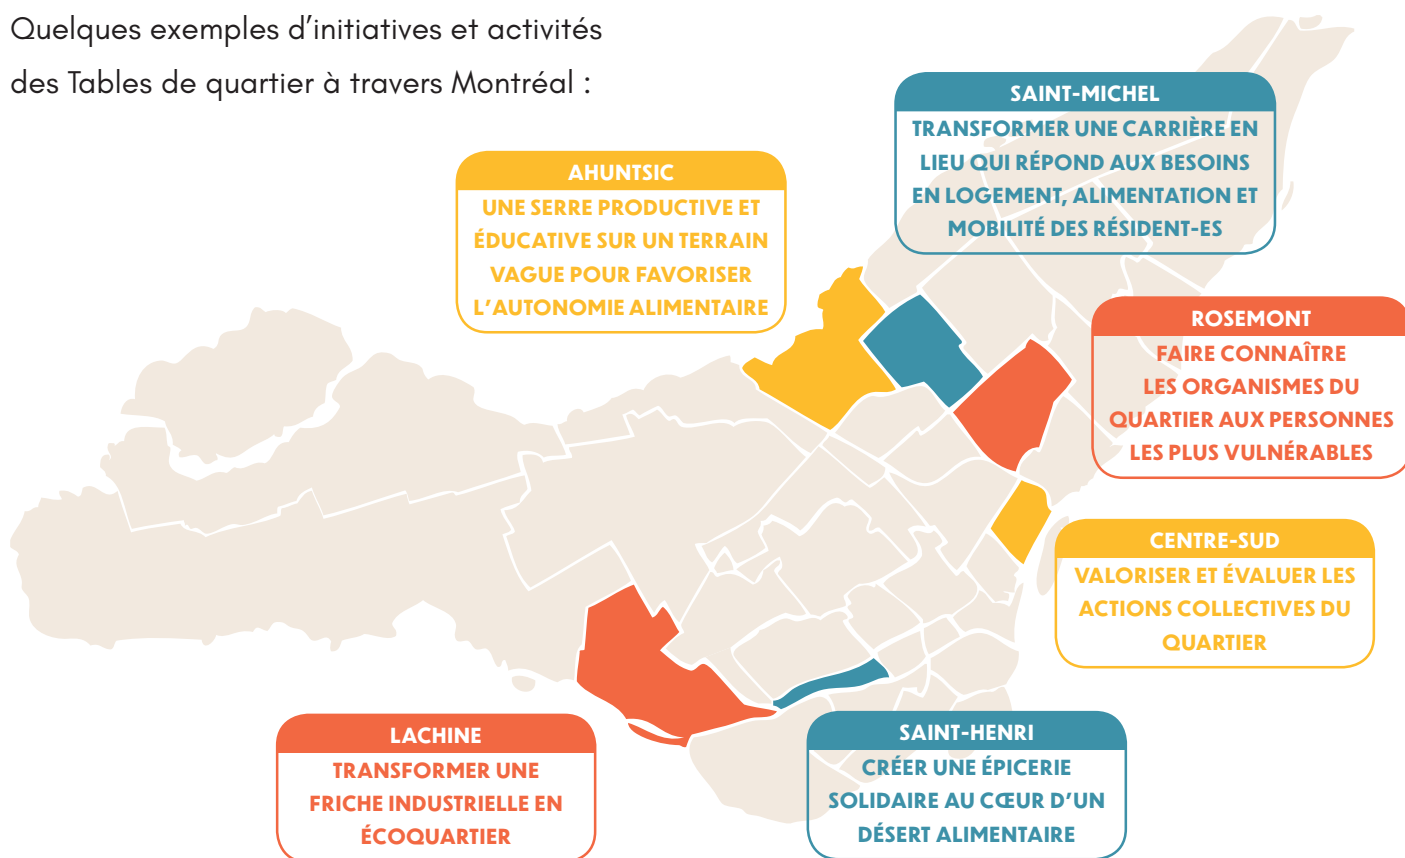 Quelques exemples d'initiatives et activités
des Tables de quartier à travers Montréal :
SAINT-MICHEL
TRANSFORMER UNE CARRIÈRE EN
LIEU QUI RÉPOND AUX BESOINS
EN LOGEMENT, ALIMENTATION ET
MOBILITÉ DES RÉSIDENT-ES
AHUNTSIC
UNE SERRE PRODUCTIVE ET
ÉDUCATIVE SUR UN TERRAIN
VAGUE POUR FAVORISER
L'AUTONOMIE ALIMENTAIRE
ROSEMONT
FAIRE CONNAÎTRE
LES ORGANISMES DU
QUARTIER AUX PERSONNES
LES PLUS VULNÉRABLES
CENTRE-SUD
VALORISER ET ÉVALUER LES
ACTIONS COLLECTIVES DU
QUARTIER
LACHINE
TRANSFORMER UNE
FRICHE INDUSTRIELLE EN
ÉCOQUARTIER
SAINT-HENRI
CRÉER UNE ÉPICERIE
SOLIDAIRE AU CŒUR D'UN
DÉSERT ALIMENTAIRE